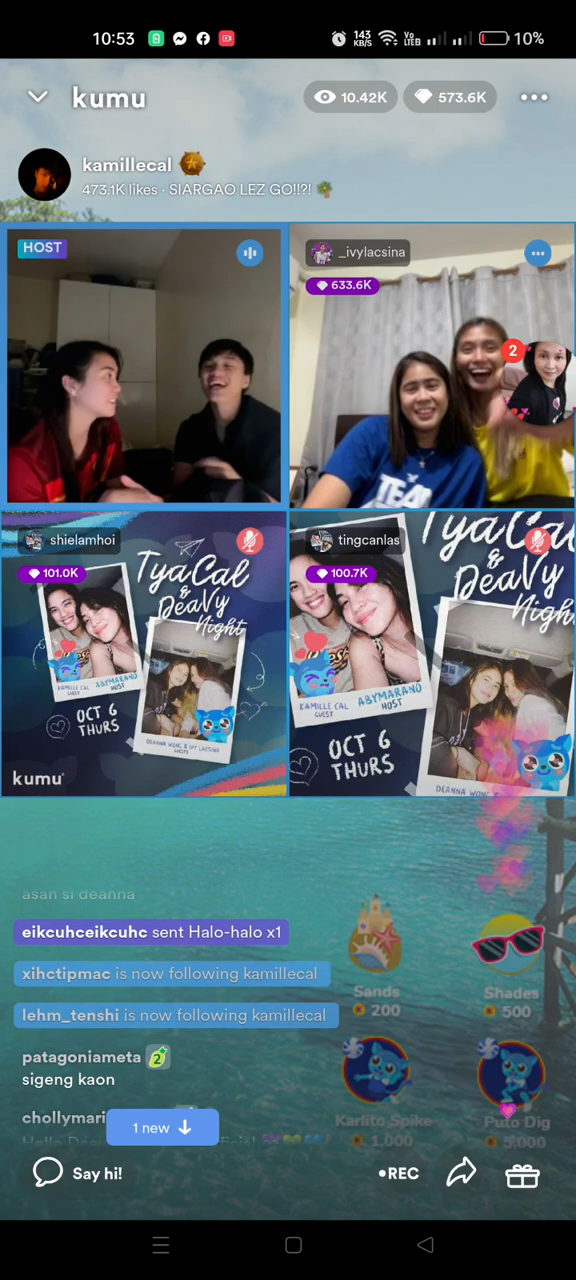 10:53
143 KB/S
Vo LTE2
10%
kumu
10.42K
573.6K
kamillecal
473.1K likes · SIARGAO LEZ GO!!?! 🌴
HOST
_ivylacsina
633.6K
2
TEA
shielamhoi
101.0K
TyaCal
& DeaVy
Night
KAMILLE CAL
GUEST
ABYMARANO
HOST
OCT 6
THURS
DEANNA WONG & IVY LACSINA
GUESTS
kumu
tingcanlas
100.7K
TyaCal
& DeaVy
Night
KAMILLE CAL
GUEST
ABYMARANO
HOST
OCT 6
THURS
DEANNA WONG &
asan si deanna
eikcuhceikcuhc sent Halo-halo x1
xihctipmac is now following kamillecal
lehm_tenshi is now following kamillecal
patagoniameta 2
sigeng kaon
chollymari
1 new
Sands
200
Shades
500
Karlito Spike
1,000
Puto Dig
5,000
Say hi!
•REC